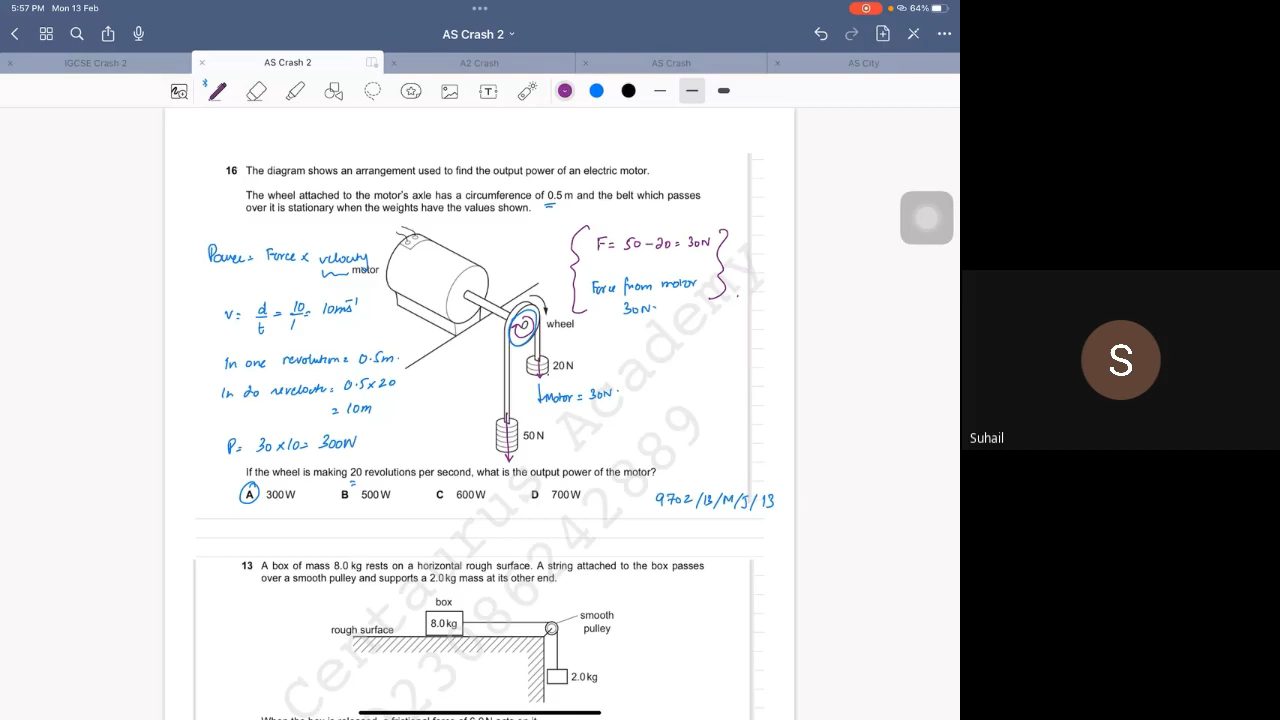 5:57 PM Mon 13 Feb
64%
AS Crash 2
IGCSE Crash 2
AS Crash 2
A2 Crash
AS Crash
AS City
16 The diagram shows an arrangement used to find the output power of an electric motor.
The wheel attached to the motor's axle has a circumference of 0.5 m and the belt which passes
over it is stationary when the weights have the values shown.
Power = Force × velocity
motor
F = 50 - 20 = 30N
Force from motor
30N.
v = d/t = 10/1 = 10ms⁻¹
wheel
In one revolution = 0.5m.
20 N
= 0.5 × 20
= 10m
Motor = 30N.
P = 30 × 10 = 300W
50 N
If the wheel is making 20 revolutions per second, what is the output power of the motor?
A 300 W B 500 W C 600 W D 700 W
9702/13/M/J/13
13 A box of mass 8.0 kg rests on a horizontal rough surface. A string attached to the box passes
over a smooth pulley and supports a 2.0 kg mass at its other end.
box
8.0 kg
smooth
pulley
rough surface
2.0 kg
Centaurus Academy
S
Suhail